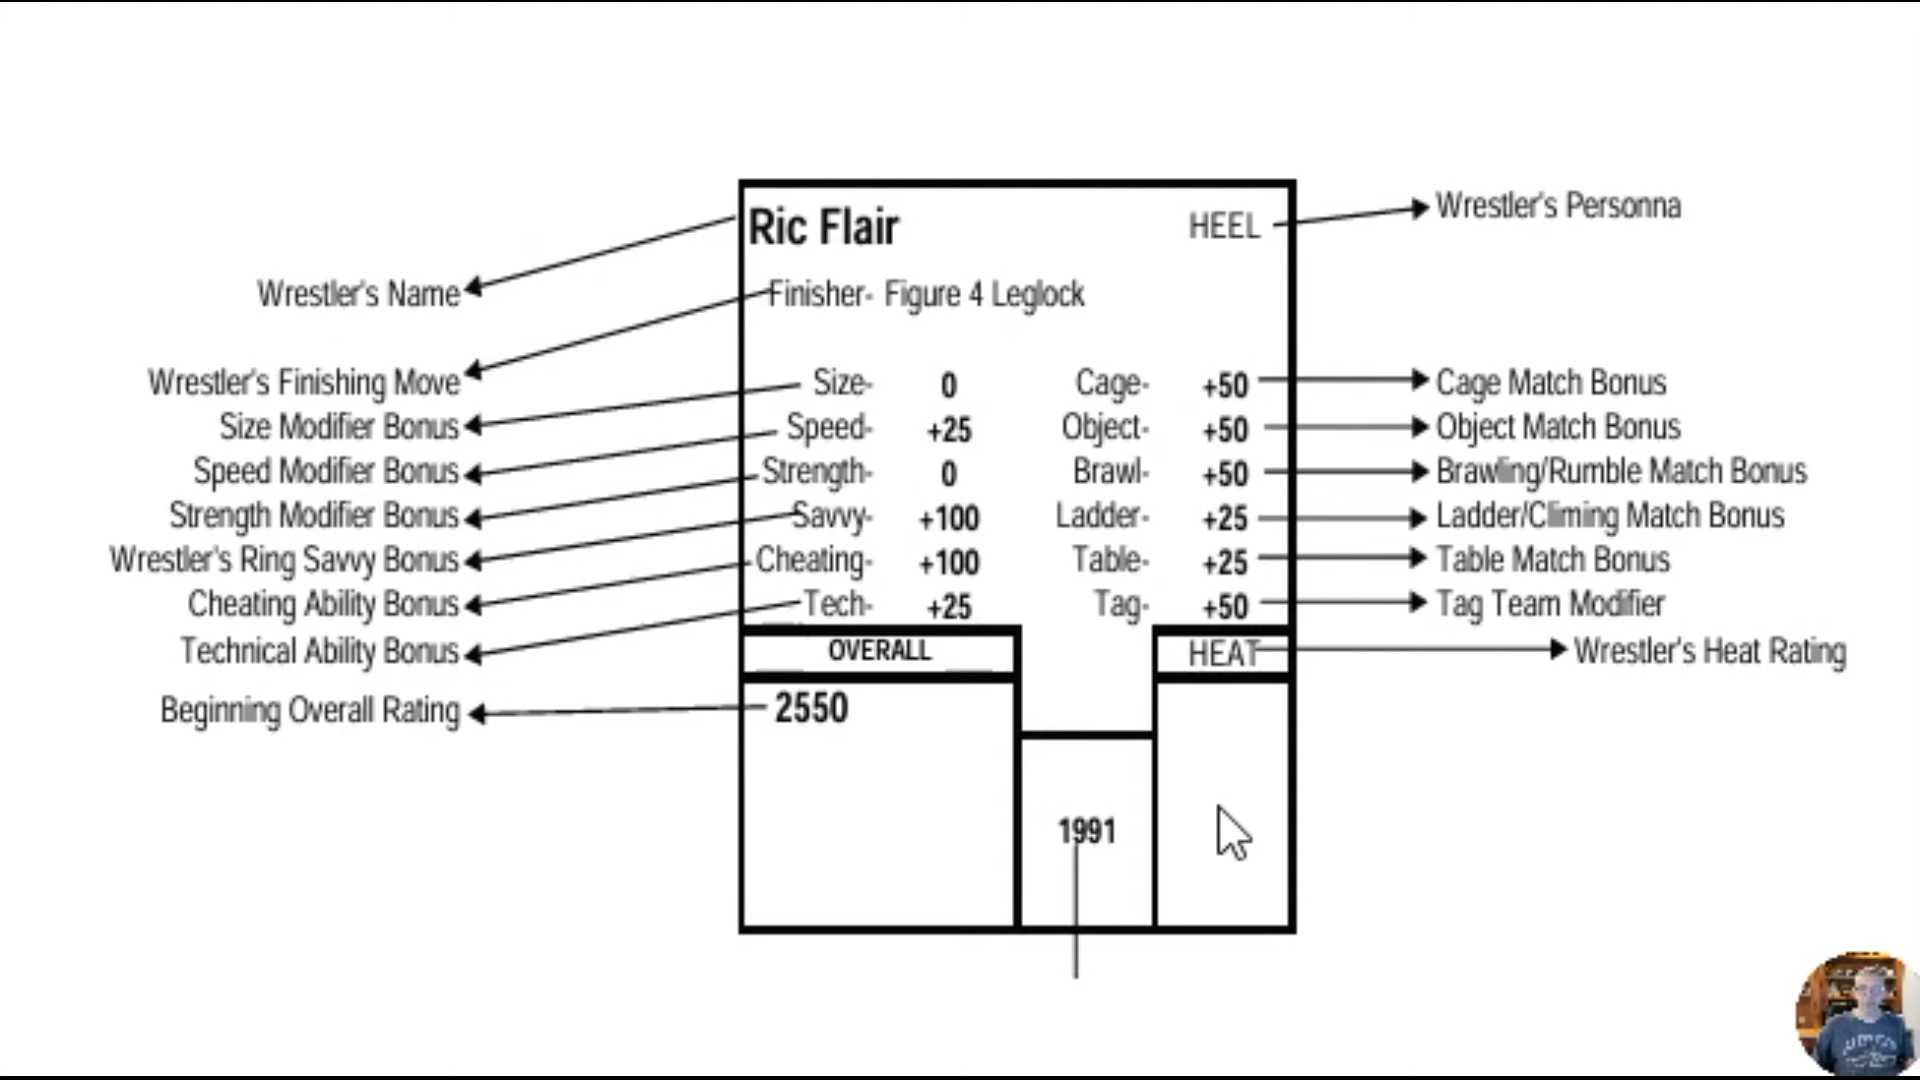 Ric Flair HEEL
Wrestler's Personna
Wrestler's Name
Finisher- Figure 4 Leglock
Wrestler's Finishing Move
Size- 0 Cage- +50
Cage Match Bonus
Size Modifier Bonus
Speed- +25 Object- +50
Object Match Bonus
Speed Modifier Bonus
Strength- 0 Brawl- +50
Brawling/Rumble Match Bonus
Strength Modifier Bonus
Savvy- +100 Ladder- +25
Ladder/Climing Match Bonus
Wrestler's Ring Savvy Bonus
Cheating- +100 Table- +25
Table Match Bonus
Cheating Ability Bonus
Tech- +25 Tag- +50
Tag Team Modifier
Technical Ability Bonus
OVERALL HEAT
Wrestler's Heat Rating
Beginning Overall Rating
2550
1991